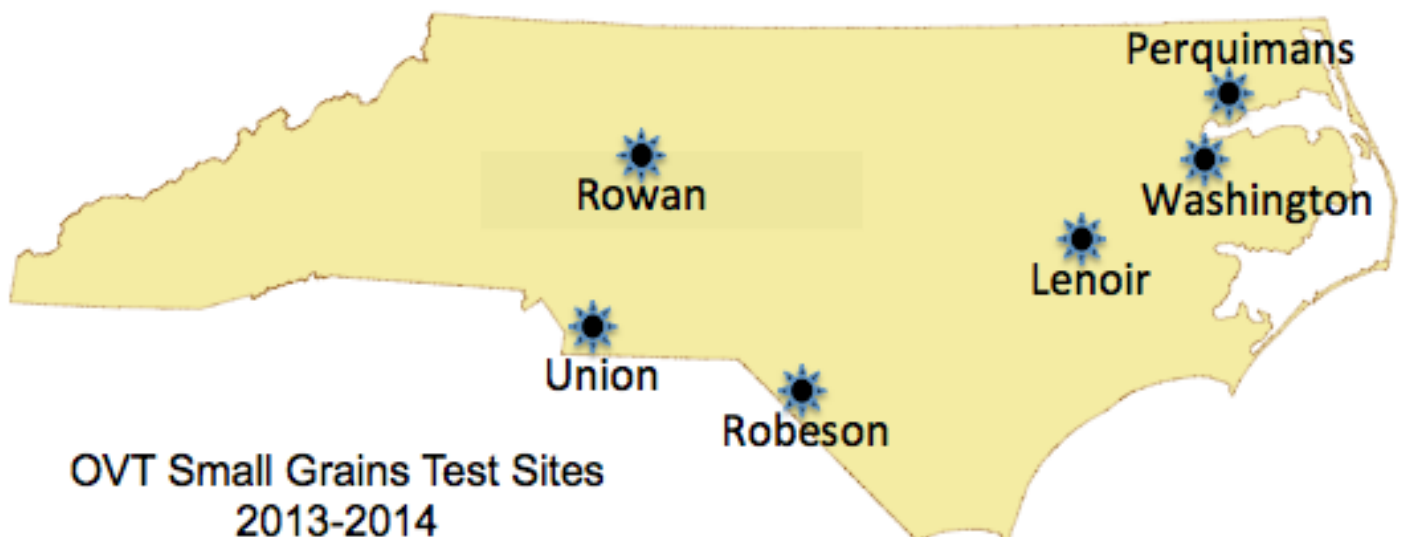 Perquimans
Rowan
Washington
Lenoir
Union
Robeson
OVT Small Grains Test Sites
2013-2014